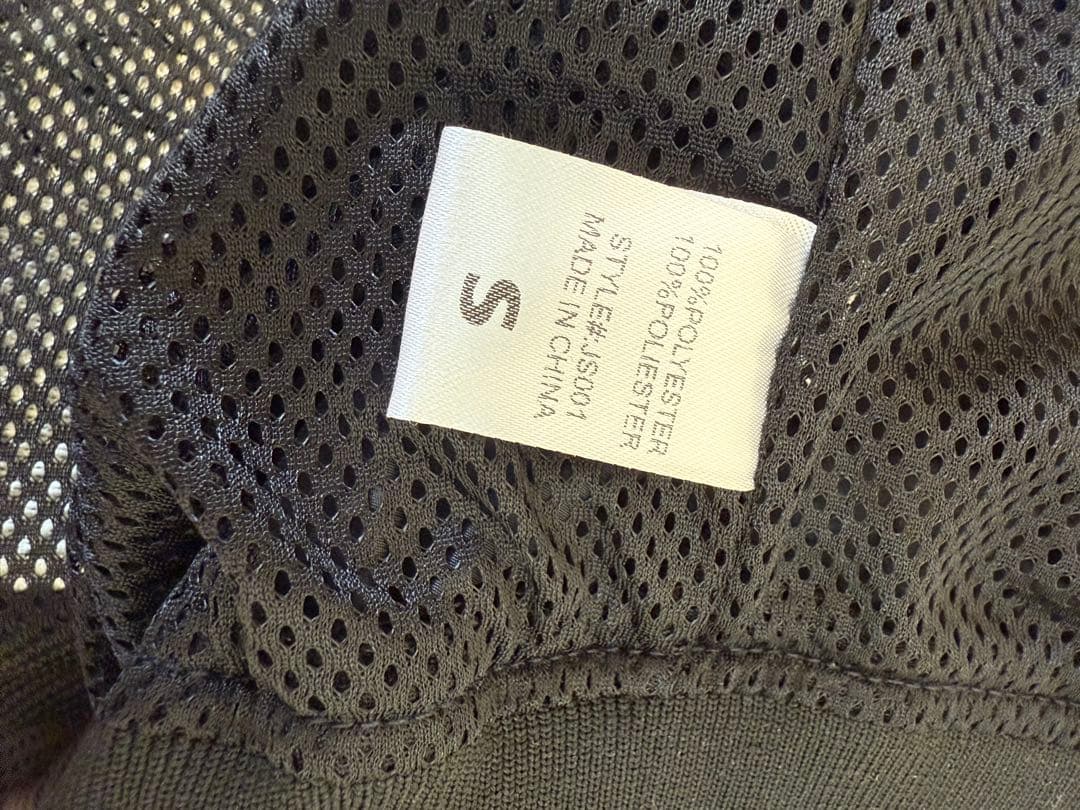 100%POLYESTER
100%POLIESTER
STYLE#:JS001
MADE IN CHINA
S